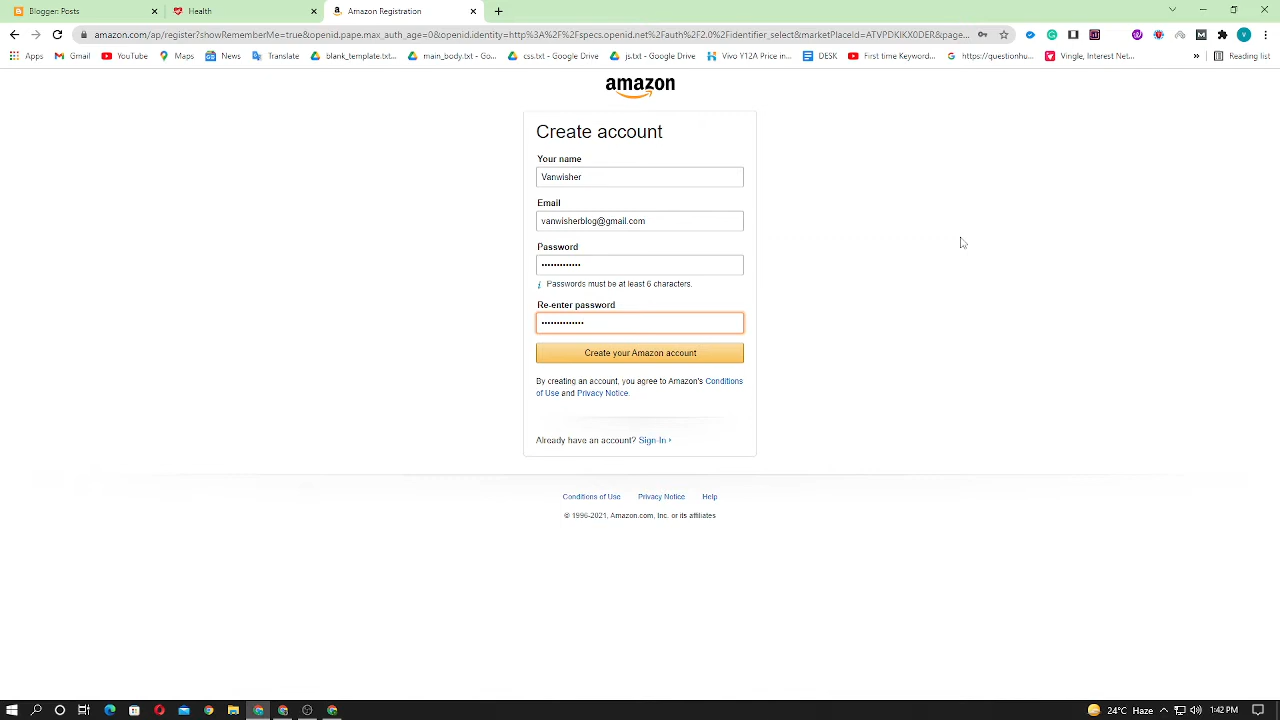 Blogger: Posts
Health
Amazon Registration
amazon.com/ap/register?showRememberMe=true&openid.pape.max_auth_age=0&openid.identity=http%3A%2F%2Fspecs.openid.net%2Fauth%2F2.0%2Fidentifier_select&marketPlaceId=ATVPDKIKX0DER&page...
V
Apps
Gmail
YouTube
Maps
News
Translate
blank_template.txt...
main_body.txt - Go...
css.txt - Google Drive
js.txt - Google Drive
Vivo Y12A Price in...
DESK
First time Keywor...
https://questionhu...
Vingle, Interest Net...
»
Reading list
amazon
Create account
Your name
Vanwisher
Email
vanwisherblog@gmail.com
Password
•••••••••••••
i Passwords must be at least 6 characters.
Re-enter password
••••••••••••••
Create your Amazon account
By creating an account, you agree to Amazon's Conditions
of Use and Privacy Notice.
Already have an account? Sign-In
Conditions of Use Privacy Notice Help
© 1996-2021, Amazon.com, Inc. or its affiliates
24°C Haze
1:42 PM